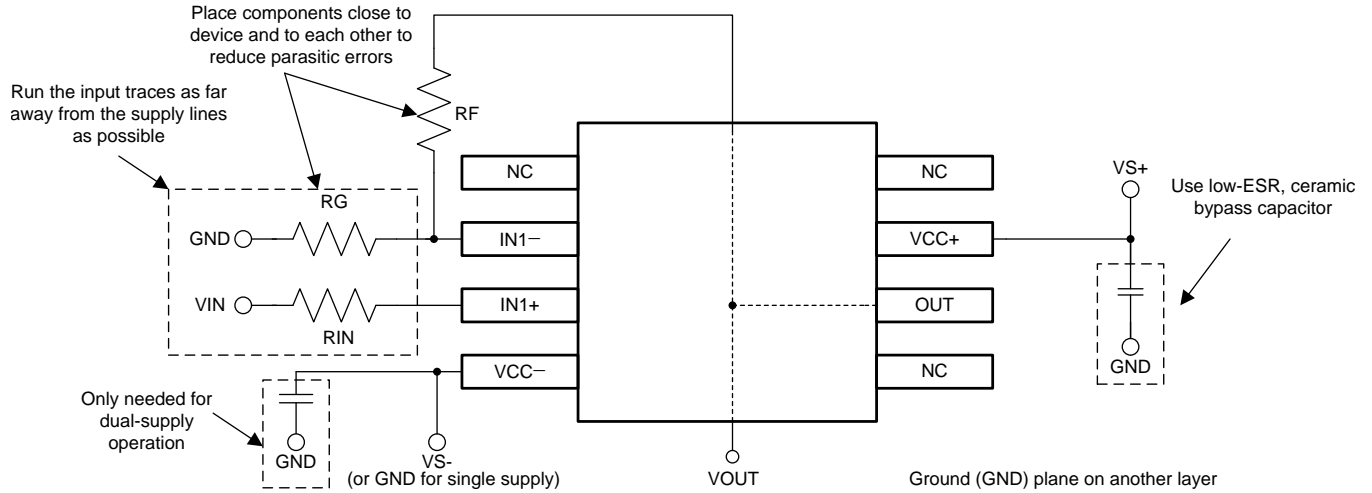 Place components close to
device and to each other to
reduce parasitic errors
Run the input traces as far
away from the supply lines
as possible
RF
NC
NC
VS+
Use low-ESR, ceramic
bypass capacitor
RG
GND
IN1−
VCC+
VIN
IN1+
OUT
RIN
VCC−
NC
GND
Only needed for
dual-supply
operation
GND
VS-
(or GND for single supply)
VOUT
Ground (GND) plane on another layer